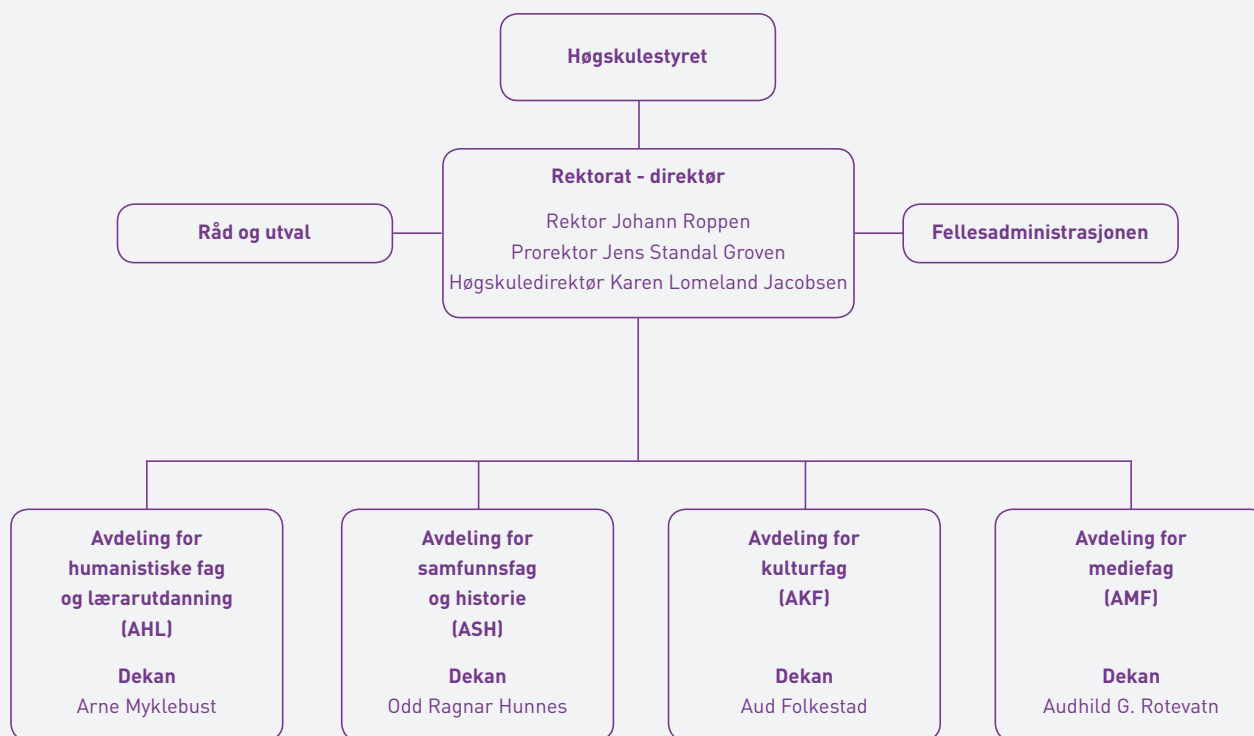 Høgskulestyret
Rektorat - direktør
Rektor Johann Roppen
Prorektor Jens Standal Groven
Høgskuledirektør Karen Lomeland Jacobsen
Råd og utval
Fellesadministrasjonen
Avdeling for
humanistiske fag
og lærarutdanning
(AHL)
Dekan
Arne Myklebust
Avdeling for
samfunnsfag
og historie
(ASH)
Dekan
Odd Ragnar Hunnes
Avdeling for
kulturfag
(AKF)
Dekan
Aud Folkestad
Avdeling for
mediefag
(AMF)
Dekan
Audhild G. Rotevatn